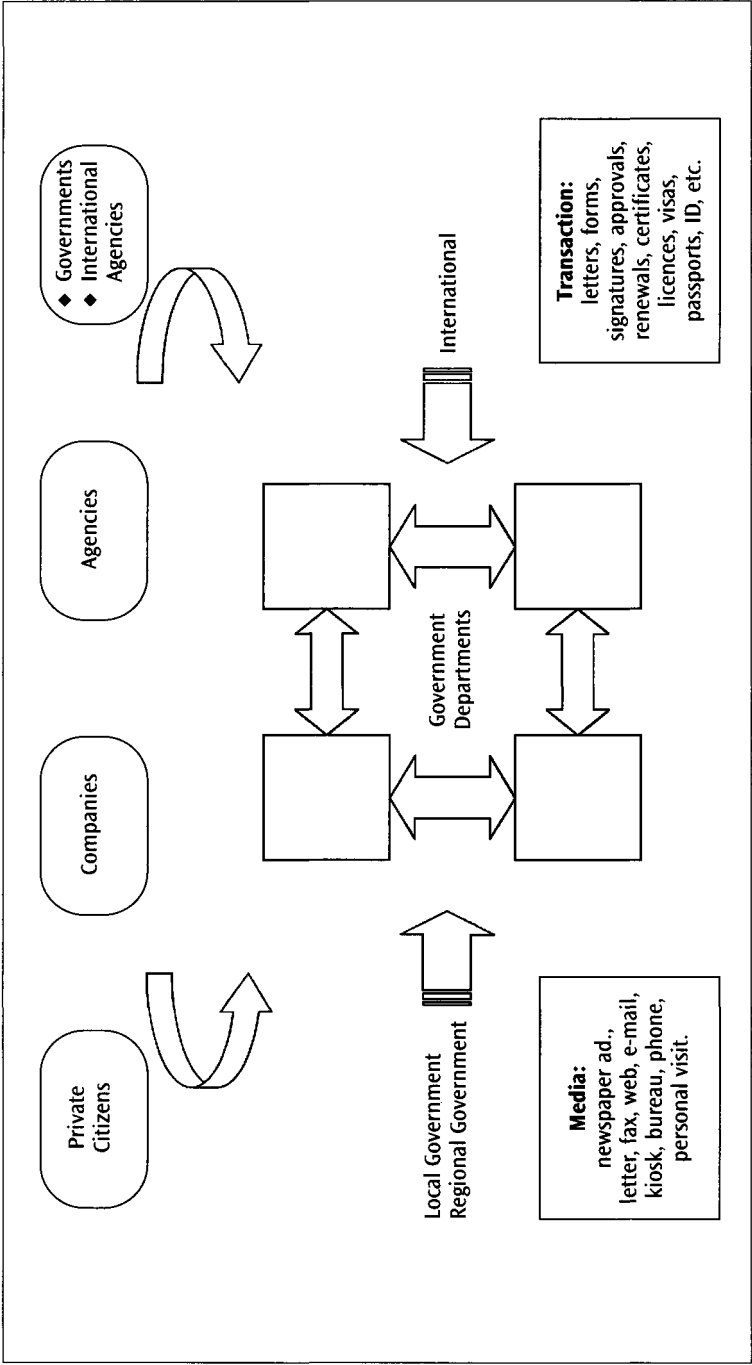 Private
Citizens
Companies
Agencies
◆ Governments
◆ International
Agencies
Local Government
Regional Government
Government
Departments
International
Media:
newspaper ad.,
letter, fax, web, e-mail,
kiosk, bureau, phone,
personal visit.
Transaction:
letters, forms,
signatures, approvals,
renewals, certificates,
licences, visas,
passports, ID, etc.